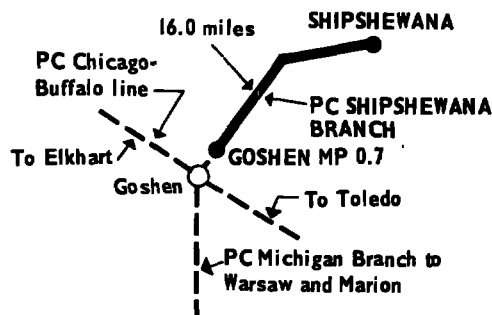 SHIPSHEWANA
16.0 miles
PC Chicago-
Buffalo line
PC SHIPSHEWANA
BRANCH
To Elkhart
GOSHEN MP 0.7
Goshen
To Toledo
PC Michigan Branch to
Warsaw and Marion